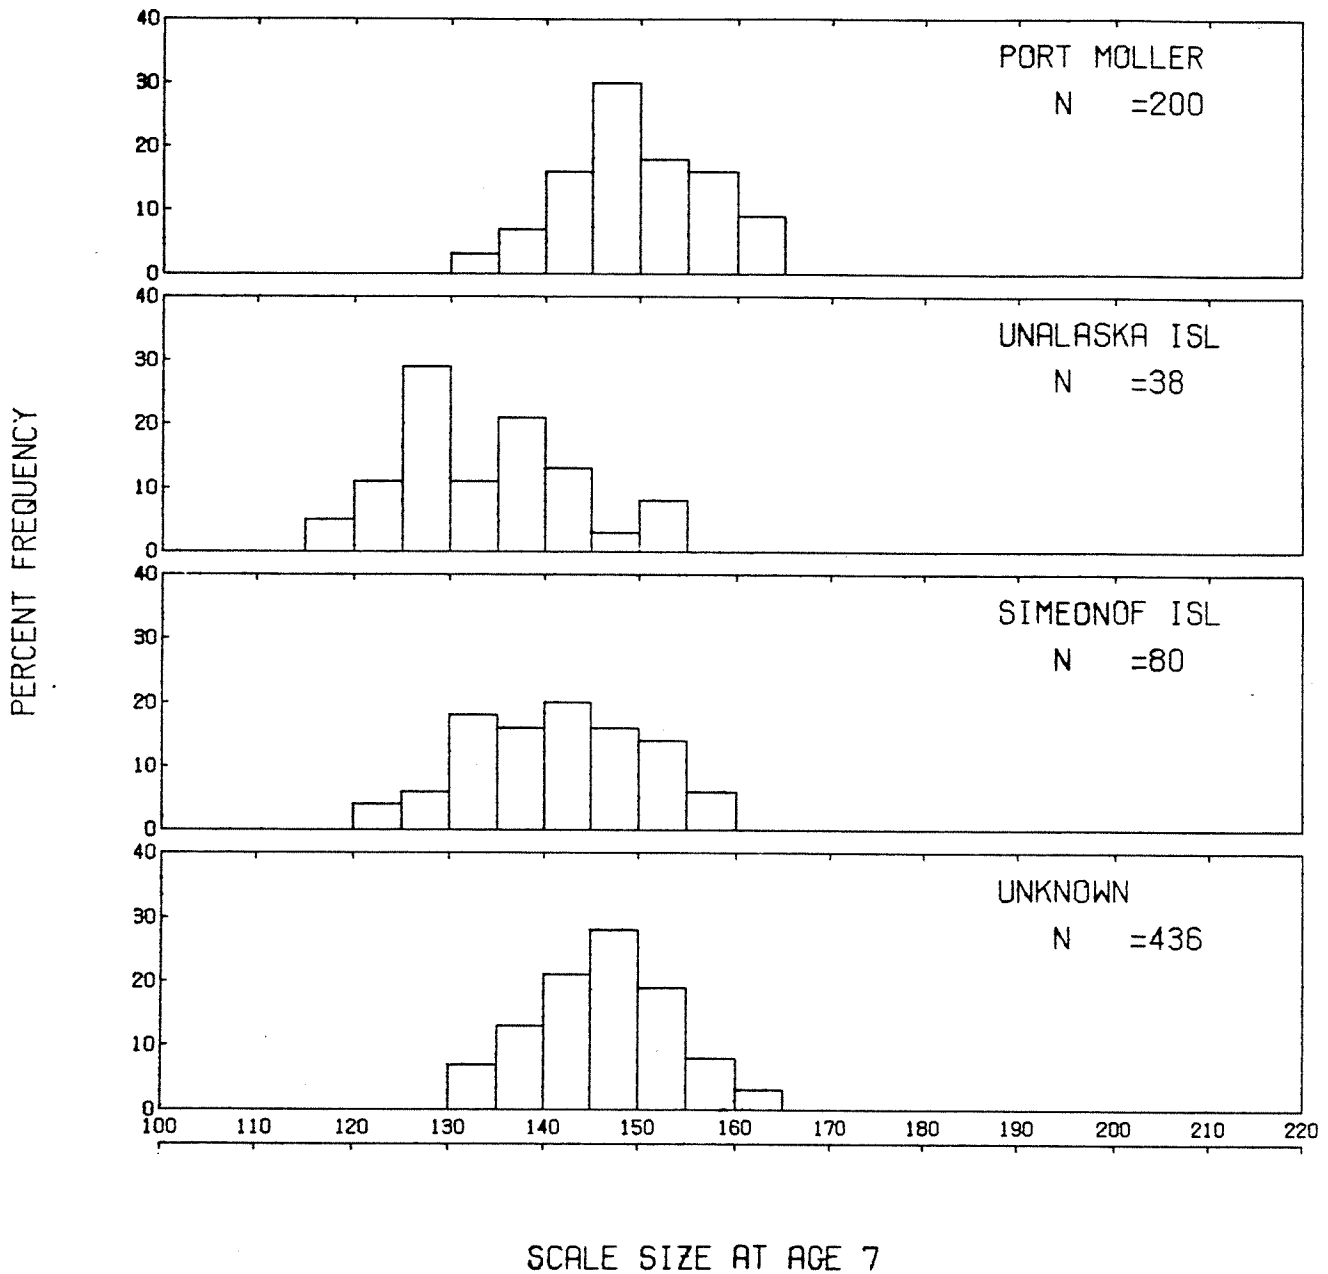 PERCENT FREQUENCY
40
30
20
10
0
PORT MOLLER
N =200
40
30
20
10
0
UNALASKA ISL
N =38
40
30
20
10
0
SIMEONOF ISL
N =80
40
30
20
10
0
UNKNOWN
N =436
100 110 120 130 140 150 160 170 180 190 200 210 220
SCALE SIZE AT AGE 7